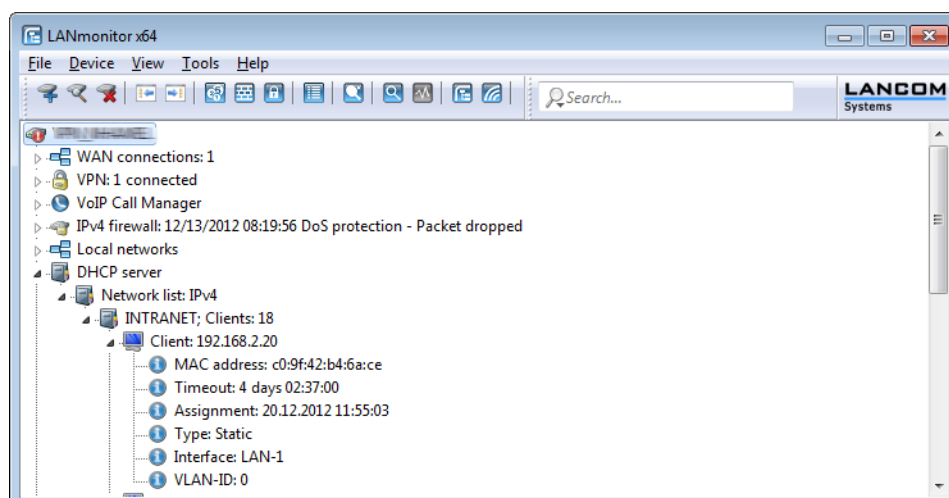 LANmonitor x64
File Device View Tools Help
Search...
LANCOM
Systems
WAN connections: 1
VPN: 1 connected
VoIP Call Manager
IPv4 firewall: 12/13/2012 08:19:56 DoS protection - Packet dropped
Local networks
DHCP server
Network list: IPv4
INTRANET; Clients: 18
Client: 192.168.2.20
MAC address: c0:9f:42:b4:6a:ce
Timeout: 4 days 02:37:00
Assignment: 20.12.2012 11:55:03
Type: Static
Interface: LAN-1
VLAN-ID: 0